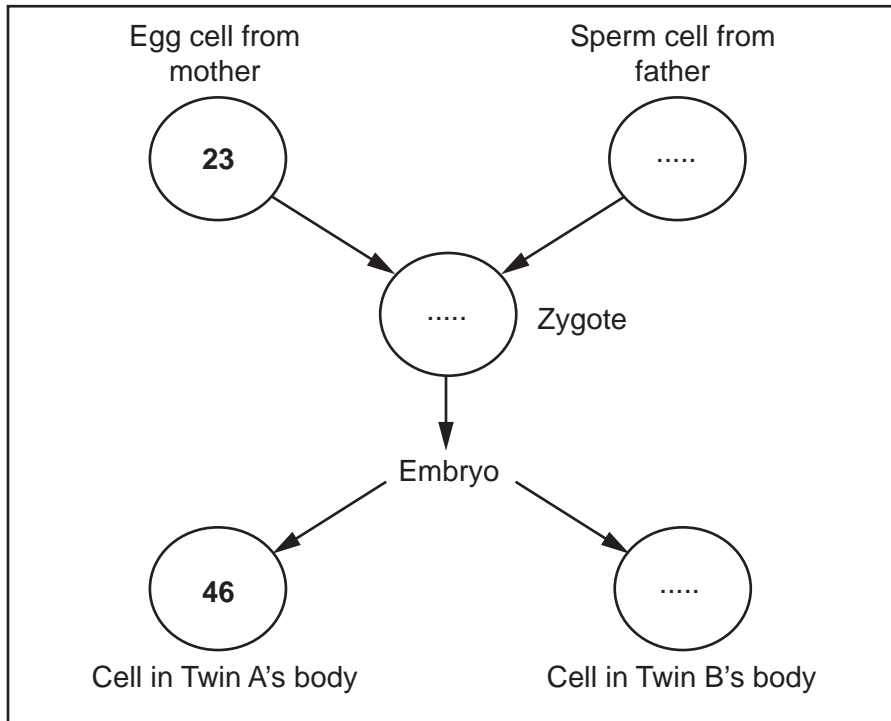 Egg cell from
mother
Sperm cell from
father
23
.....
.....
Zygote
Embryo
46
.....
Cell in Twin A's body
Cell in Twin B's body